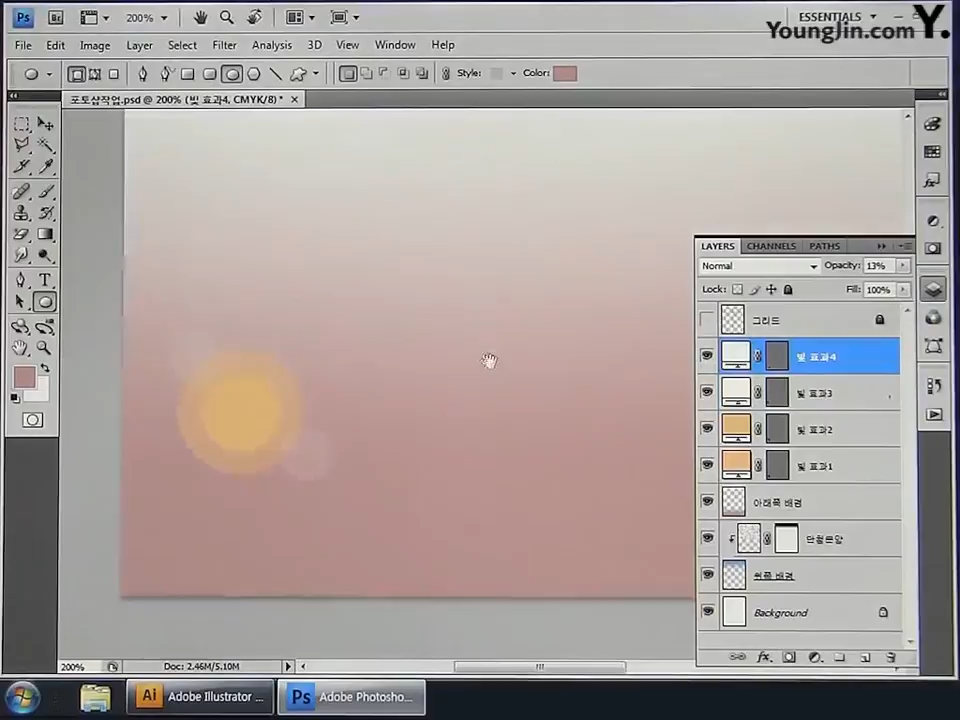 Ps Br 200% ESSENTIALS
YoungJin.com Y.
File Edit Image Layer Select Filter Analysis 3D View Window Help
Style: Color:
포토샵작업.psd @ 200% (빛 효과4, CMYK/8) *
LAYERS CHANNELS PATHS
Normal Opacity: 13%
Lock: Fill: 100%
그리드
빛 효과4
빛 효과3
빛 효과2
빛 효과1
아래쪽 배경
위쪽 배경
Background
200% Doc: 2.46M/5.10M
Ai Adobe Illustrator ... Ps Adobe Photosho...